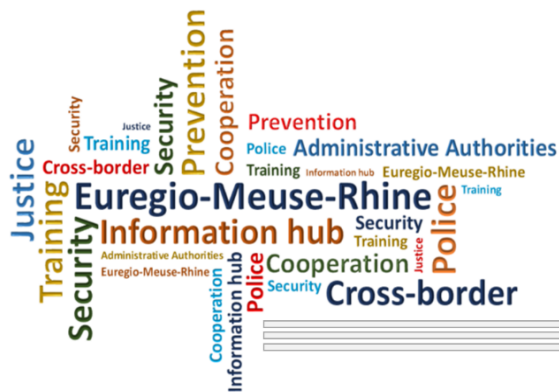 Prevention
Cooperation
Security
Security
Justice
Training
Prevention
Justice
Police
Administrative Authorities
Cross-border
Training
Information hub
Euregio-Meuse-Rhine
Training
Euregio-Meuse-Rhine
Training
Police
Security
Security
Information hub
Training
Administrative Authorities
Cooperation
Justice
Euregio-Meuse-Rhine
Cooperation
Information hub
Police
Security
Cross-border